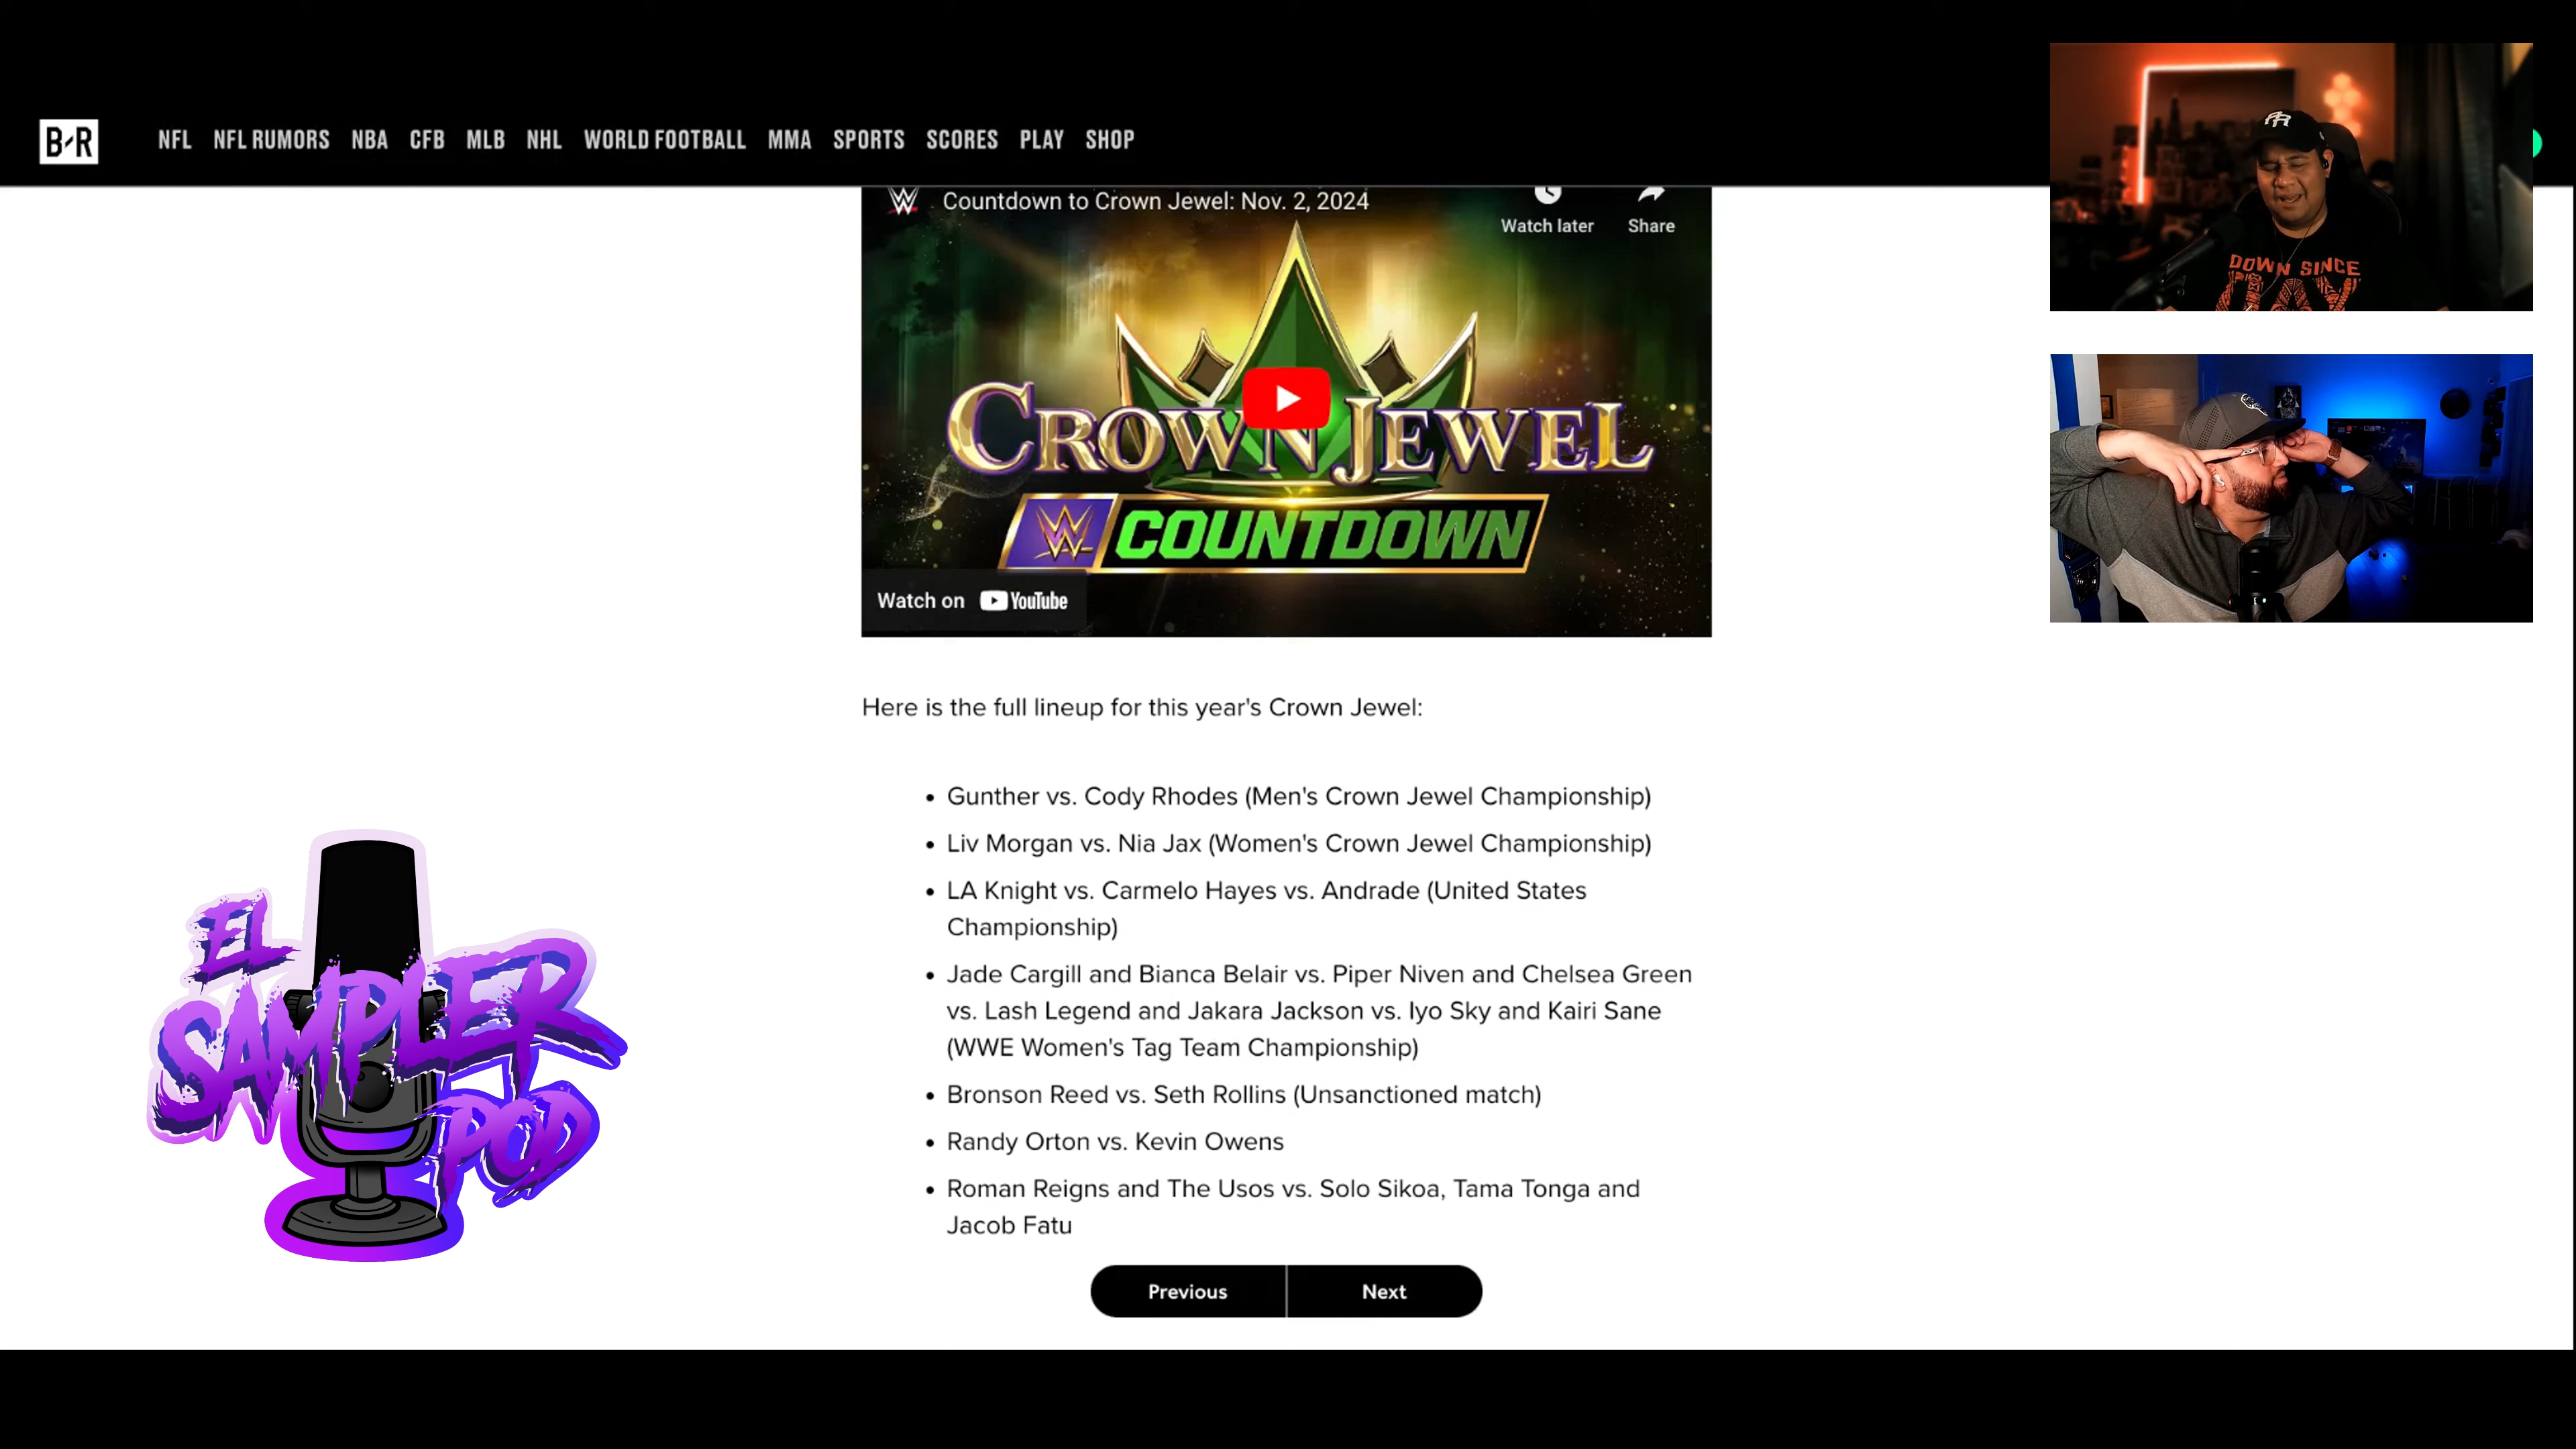 B/R
NFL NFL RUMORS NBA CFB MLB NHL WORLD FOOTBALL MMA SPORTS SCORES PLAY SHOP
Countdown to Crown Jewel: Nov. 2, 2024
Watch later Share
CROWN JEWEL
W COUNTDOWN
Watch on YouTube
DOWN SINCE
Here is the full lineup for this year's Crown Jewel:
• Gunther vs. Cody Rhodes (Men's Crown Jewel Championship)
• Liv Morgan vs. Nia Jax (Women's Crown Jewel Championship)
• LA Knight vs. Carmelo Hayes vs. Andrade (United States
Championship)
• Jade Cargill and Bianca Belair vs. Piper Niven and Chelsea Green
vs. Lash Legend and Jakara Jackson vs. Iyo Sky and Kairi Sane
(WWE Women's Tag Team Championship)
• Bronson Reed vs. Seth Rollins (Unsanctioned match)
• Randy Orton vs. Kevin Owens
• Roman Reigns and The Usos vs. Solo Sikoa, Tama Tonga and
Jacob Fatu
EL
SAMPLER
POD
Previous Next